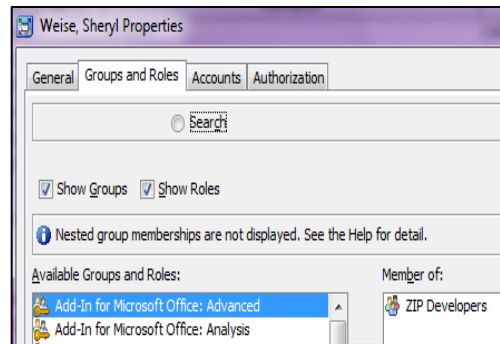 Weise, Sheryl Properties
General Groups and Roles Accounts Authorization
Search
Show Groups Show Roles
Nested group memberships are not displayed. See the Help for detail.
Available Groups and Roles: Member of:
Add-In for Microsoft Office: Advanced ZIP Developers
Add-In for Microsoft Office: Analysis